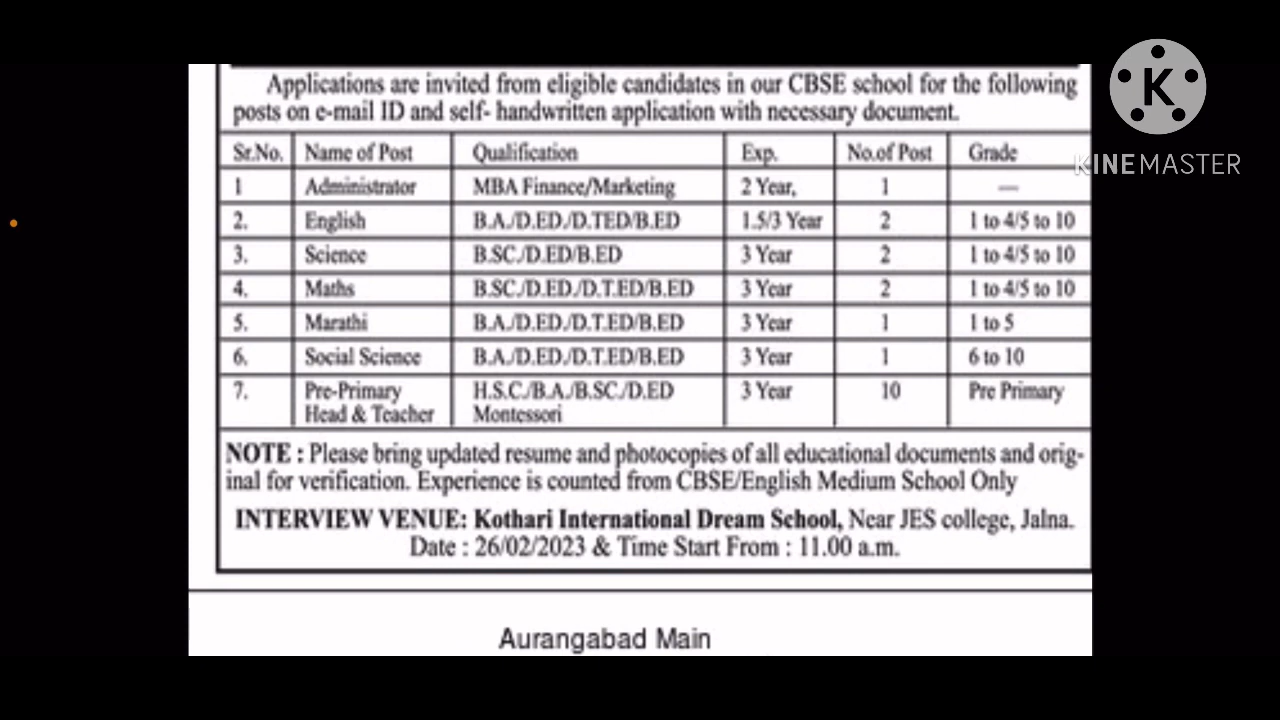 Applications are invited from eligible candidates in our CBSE school for the following
posts on e-mail ID and self- handwritten application with necessary document.
Sr.No. Name of Post Qualification Exp. No.of Post Grade
1 Administrator MBA Finance/Marketing 2 Year, 1 —
2. English B.A./D.ED./D.TED/B.ED 1.5/3 Year 2 1 to 4/5 to 10
3. Science B.SC./D.ED/B.ED 3 Year 2 1 to 4/5 to 10
4. Maths B.SC./D.ED./D.T.ED/B.ED 3 Year 2 1 to 4/5 to 10
5. Marathi B.A./D.ED./D.T.ED/B.ED 3 Year 1 1 to 5
6. Social Science B.A./D.ED./D.T.ED/B.ED 3 Year 1 6 to 10
7. Pre-Primary H.S.C./B.A./B.SC./D.ED 3 Year 10 Pre Primary
Head & Teacher Montessori
NOTE : Please bring updated resume and photocopies of all educational documents and orig-
inal for verification. Experience is counted from CBSE/English Medium School Only
INTERVIEW VENUE: Kothari International Dream School, Near JES college, Jalna.
Date : 26/02/2023 & Time Start From : 11.00 a.m.
Aurangabad Main
K
KINEMASTER